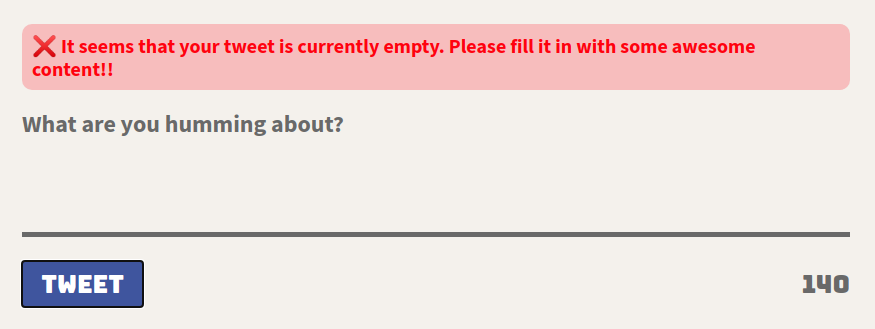 ❌ It seems that your tweet is currently empty. Please fill it in with some awesome
content!!
What are you humming about?
TWEET
140